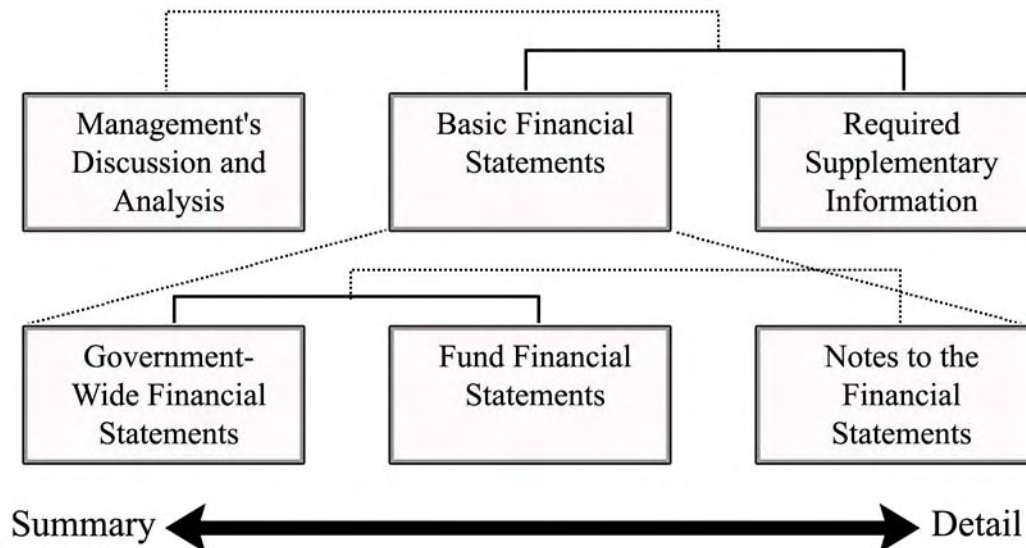 Management's
Discussion and
Analysis
Basic Financial
Statements
Required
Supplementary
Information
Government-
Wide Financial
Statements
Fund Financial
Statements
Notes to the
Financial
Statements
Summary
Detail